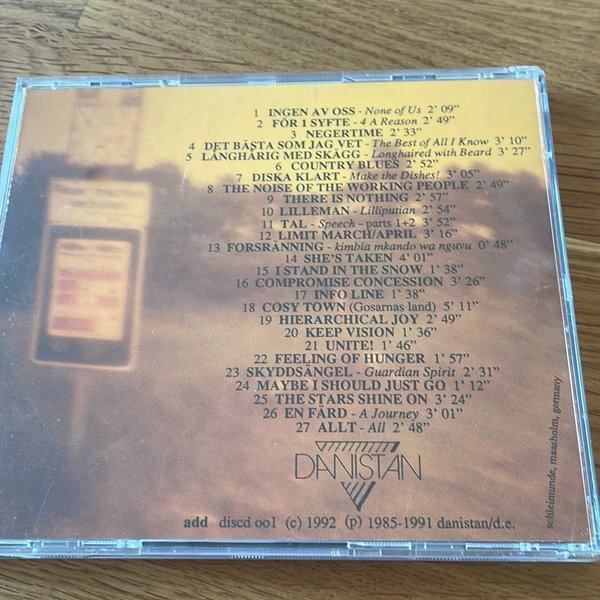 1 INGEN AV OSS - None of Us 2' 09"
2 FÖR I SYFTE - 4 A Reason 2' 49"
3 NEGERTIME 2' 33"
4 DET BÄSTA SOM JAG VET - The Best of All I Know 3' 10"
5 LÅNGHÅRIG MED SKÄGG - Longhaired with Beard 3' 27"
6 COUNTRY BLUES 2' 52"
7 DISKA KLART - Make the Dishes! 3' 05"
8 THE NOISE OF THE WORKING PEOPLE 2' 49"
9 THERE IS NOTHING 2' 57"
10 LILLEMAN - Lilliputian 2' 54"
11 TAL - Speech - parts 1+2 3' 52"
12 LIMIT MARCH/APRIL 3' 16"
13 FORSRÄNNING - kimbia mkando wa nguvu 0' 48"
14 SHE'S TAKEN 4' 01"
15 I STAND IN THE SNOW 1' 38"
16 COMPROMISE CONCESSION 3' 26"
17 INFO LINE 1' 38"
18 COSY TOWN (Gosarnas land) 5' 11"
19 HIERARCHICAL JOY 2' 49"
20 KEEP VISION 1' 36"
21 UNITE! 1' 46"
22 FEELING OF HUNGER 1' 57"
23 SKYDDSÄNGEL - Guardian Spirit 2' 31"
24 MAYBE I SHOULD JUST GO 1' 12"
25 THE STARS SHINE ON 3' 24"
26 EN FÄRD - A Journey 3' 01"
27 ALLT - All 2' 48"
DANISTAN
add discd 001 (c) 1992 (p) 1985-1991 danistan/d.e.
schleimunde, maasholm, germany